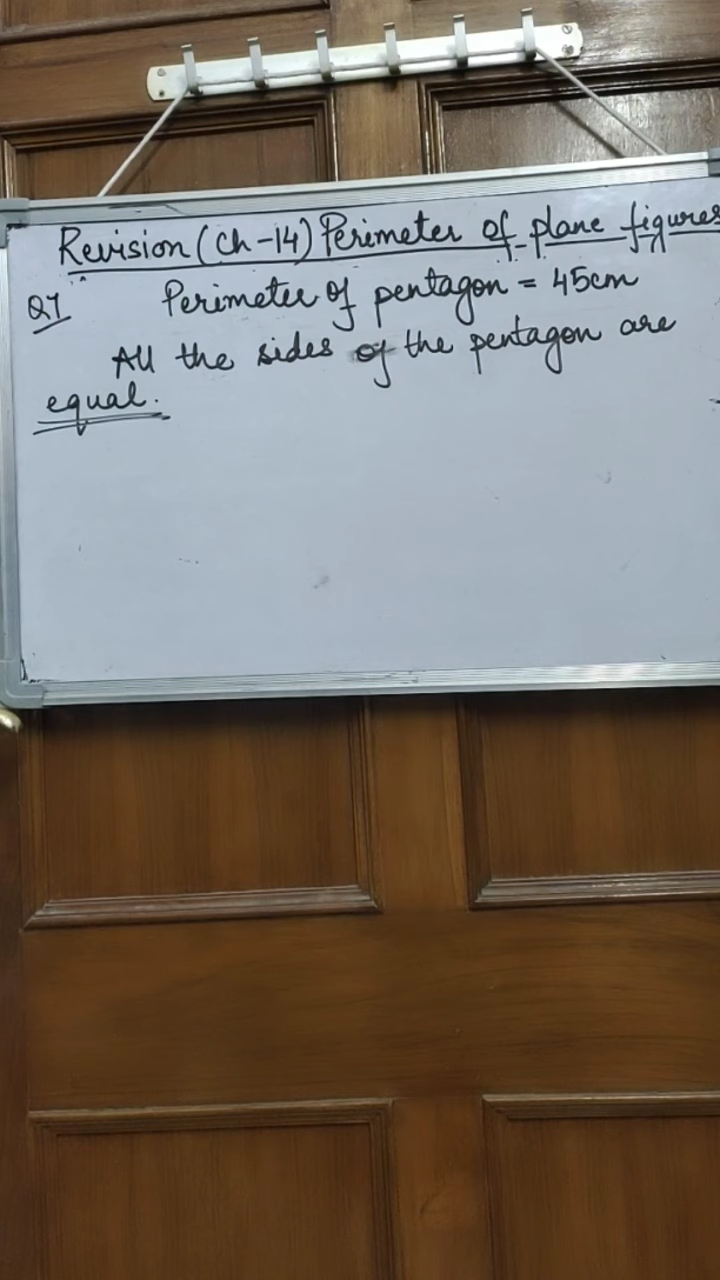 Revision (Ch-14) Perimeter of plane figures
Q1 Perimeter of pentagon = 45cm
All the sides of the pentagon are
equal.